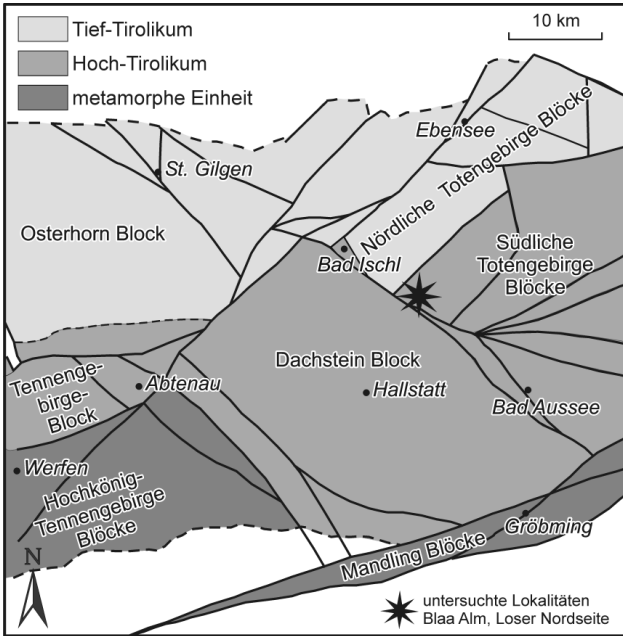 Tief-Tirolikum
Hoch-Tirolikum
metamorphe Einheit
10 km
Ebensee
St. Gilgen
Nördliche Totengebirge Blöcke
Osterhorn Block
Bad Ischl
Südliche
Totengebirge
Blöcke
Dachstein Block
Tennenge-
birge-
Block
Abtenau
Hallstatt
Bad Aussee
Werfen
Hochkönig-
Tennengebirge
Blöcke
Gröbming
Mandling Blöcke
N
untersuchte Lokalitäten
Blaa Alm, Loser Nordseite